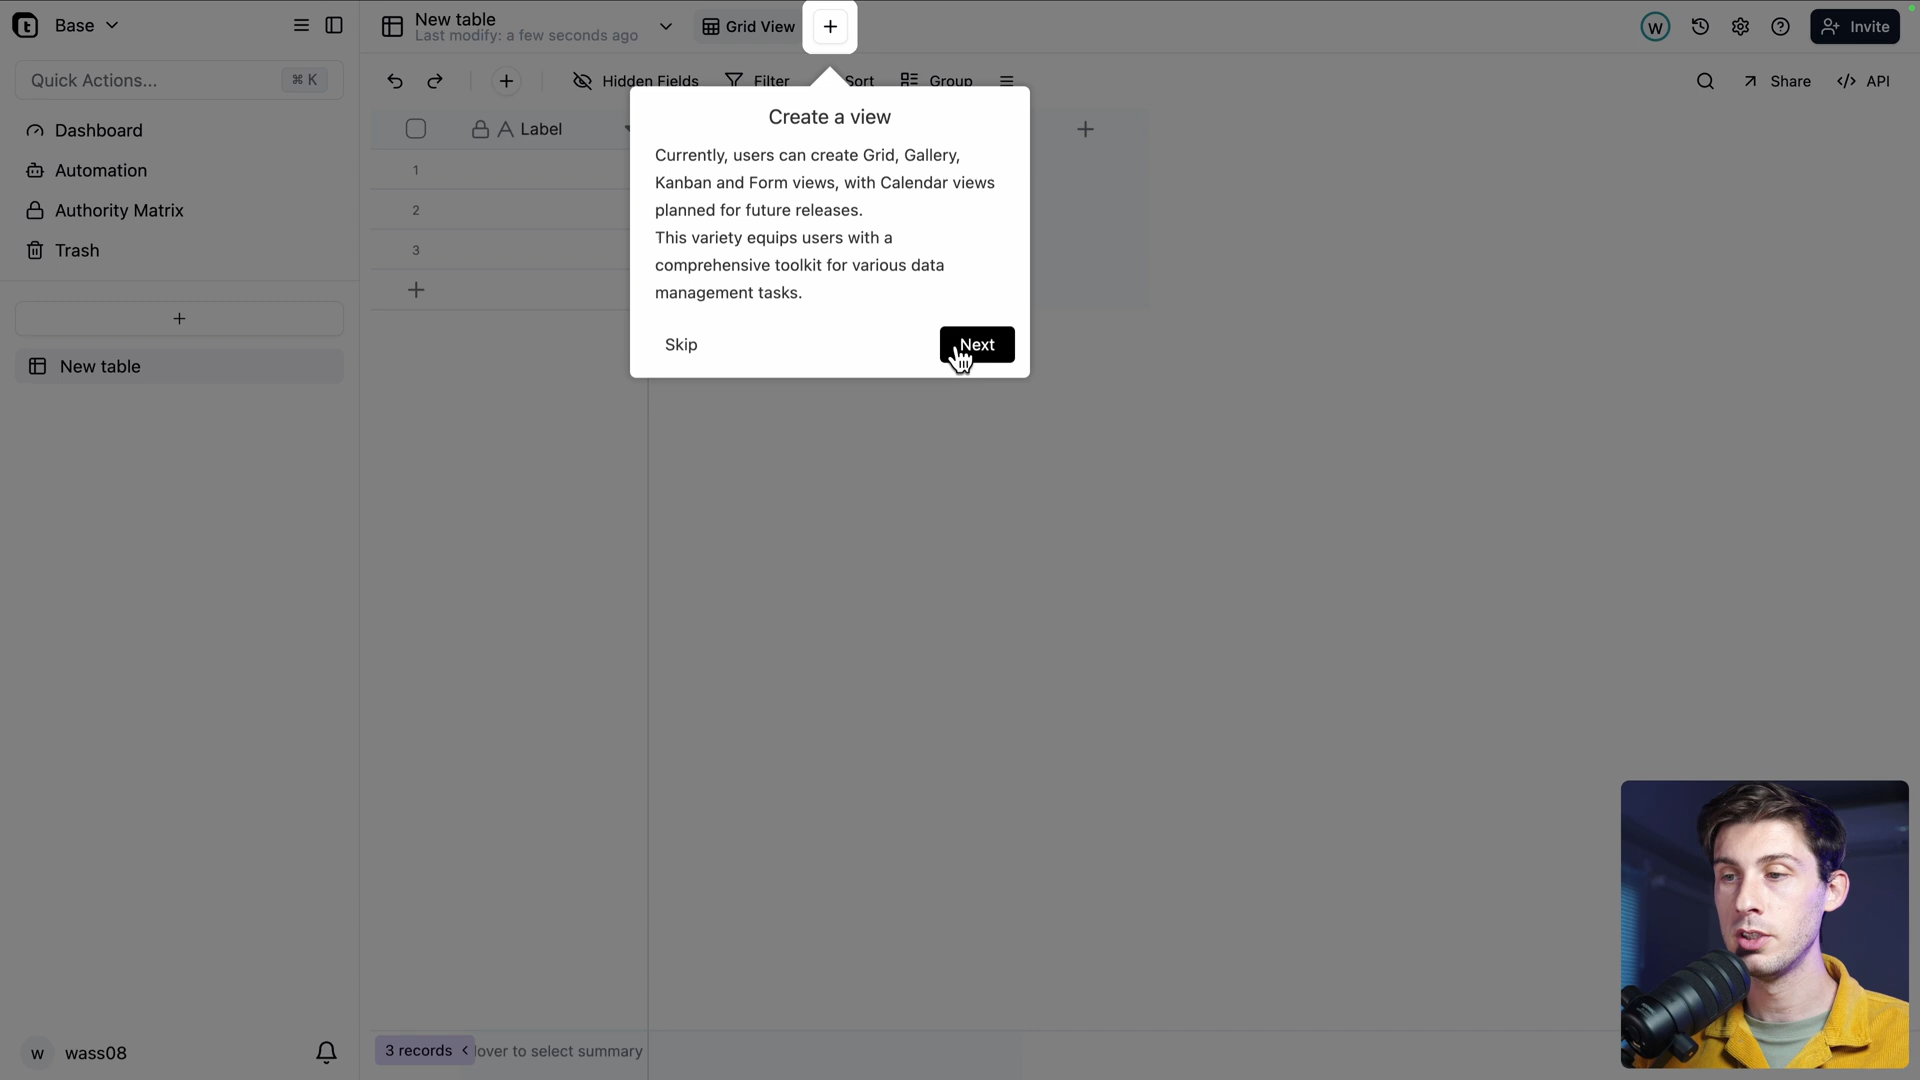 Base
New table
Last modify: a few seconds ago
Grid View
W
Invite
Quick Actions...
⌘ K
Hidden Fields
Filter
Sort
Group
Share
API
Dashboard
Automation
Authority Matrix
Trash
New table
Label
1
2
3
Create a view
Currently, users can create Grid, Gallery,
Kanban and Form views, with Calendar views
planned for future releases.
This variety equips users with a
comprehensive toolkit for various data
management tasks.
Skip
Next
w
wass08
3 records
over to select summary